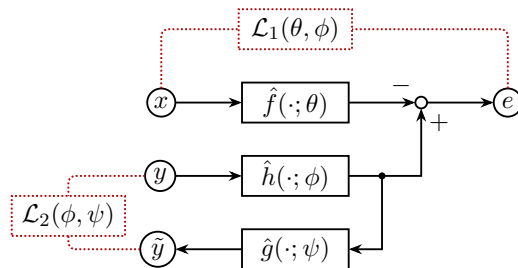 ℒ₁(θ, ϕ)
x f̂(·; θ) − e
+
y ĥ(·; ϕ)
ℒ₂(ϕ, ψ)
ỹ ĝ(·; ψ)